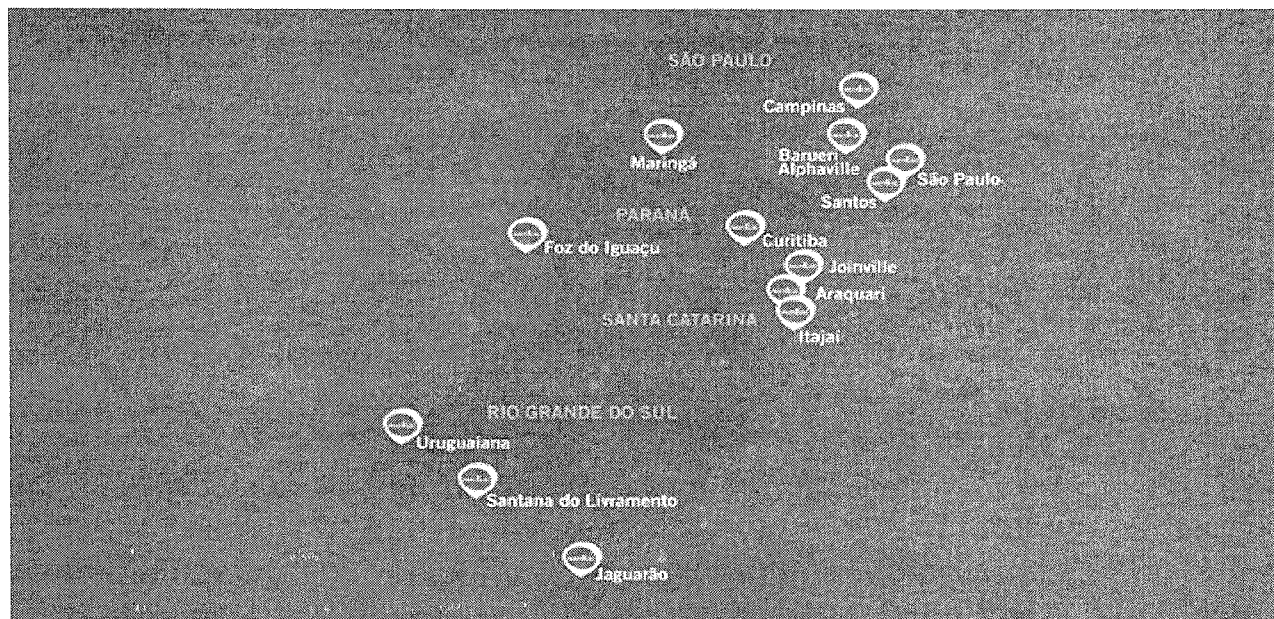 SÃO PAULO
Campinas
Maringá
Barueri
Alphaville
São Paulo
Santos
PARANÁ
Foz do Iguaçu
Curitiba
Joinville
Araquari
SANTA CATARINA
Itajaí
RIO GRANDE DO SUL
Uruguaiana
Santana do Livramento
Jaguarão